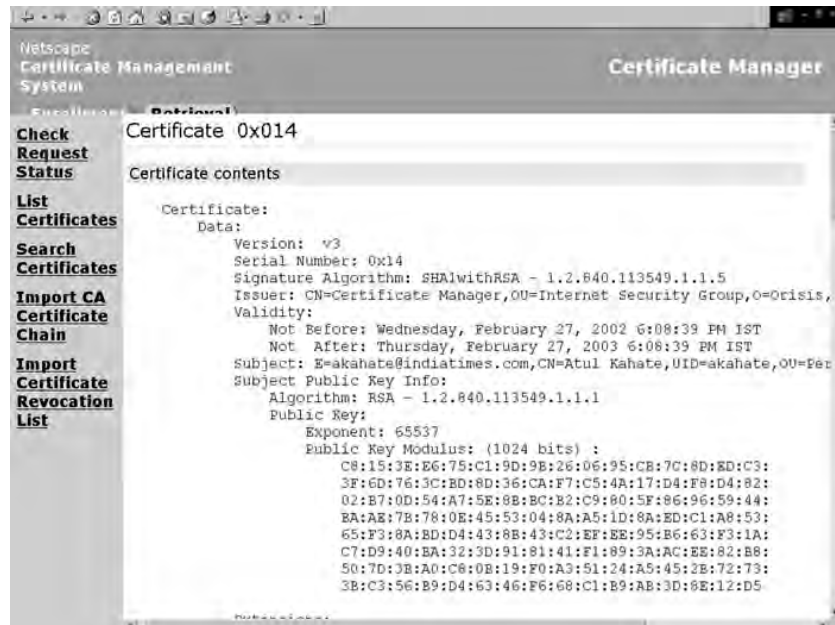 Netscape
Certificate Management
System
Certificate Manager
Enrollment Retrieval
Check
Request
Status
List
Certificates
Search
Certificates
Import CA
Certificate
Chain
Import
Certificate
Revocation
List
Certificate 0x014
Certificate contents
Certificate:
Data:
Version: v3
Serial Number: 0x14
Signature Algorithm: SHA1withRSA - 1.2.840.113549.1.1.5
Issuer: CN=Certificate Manager,OU=Internet Security Group,O=Orisis,
Validity:
Not Before: Wednesday, February 27, 2002 6:08:39 PM IST
Not After: Thursday, February 27, 2003 6:08:39 PM IST
Subject: E=akahate@indiatimes.com,CN=Atul Kahate,UID=akahate,OU=Per
Subject Public Key Info:
Algorithm: RSA - 1.2.840.113549.1.1.1
Public Key:
Exponent: 65537
Public Key Modulus: (1024 bits) :
C8:15:3E:E6:75:C1:9D:9B:26:06:95:CB:7C:8D:ED:C3:
3F:6D:76:3C:BD:8D:36:CA:F7:C5:4A:17:D4:F8:D4:82:
02:B7:0D:54:A7:5E:8B:BC:B2:C9:80:5F:86:96:59:44:
BA:AE:7B:78:0E:45:53:04:8A:A5:1D:8A:ED:C1:A8:53:
65:F3:8A:BD:D4:43:8B:43:C2:EF:EE:95:B6:63:F3:1A:
C7:D9:40:BA:32:3D:91:81:41:F1:89:3A:AC:EE:82:B8:
50:7D:3B:A0:C8:0B:19:F0:A3:51:24:A5:45:2B:72:73:
3B:C3:56:B9:D4:63:46:F6:68:C1:B9:AB:3D:8E:12:D5